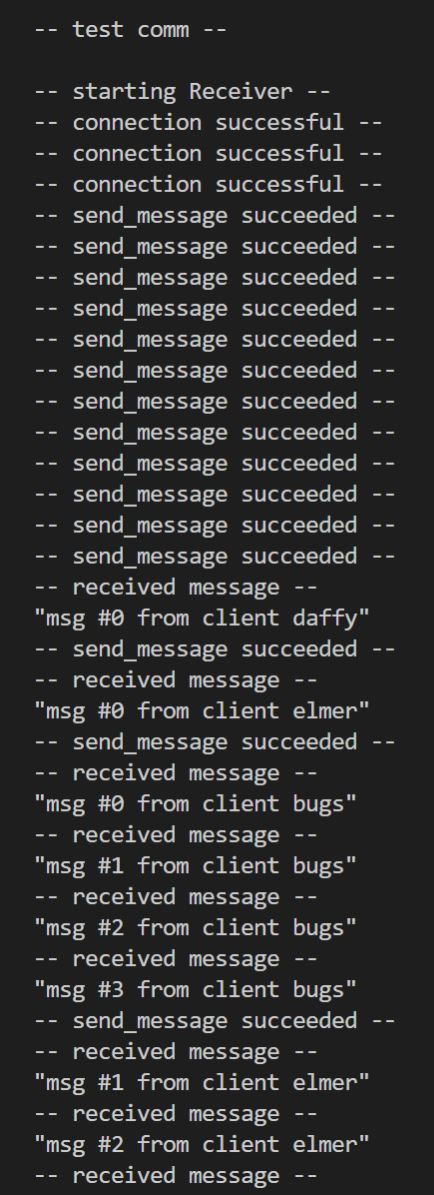 -- test comm --
-- starting Receiver --
-- connection successful --
-- connection successful --
-- connection successful --
-- send_message succeeded --
-- send_message succeeded --
-- send_message succeeded --
-- send_message succeeded --
-- send_message succeeded --
-- send_message succeeded --
-- send_message succeeded --
-- send_message succeeded --
-- send_message succeeded --
-- send_message succeeded --
-- send_message succeeded --
-- send_message succeeded --
-- received message --
"msg #0 from client daffy"
-- send_message succeeded --
-- received message --
"msg #0 from client elmer"
-- send_message succeeded --
-- received message --
"msg #0 from client bugs"
-- received message --
"msg #1 from client bugs"
-- received message --
"msg #2 from client bugs"
-- received message --
"msg #3 from client bugs"
-- send_message succeeded --
-- received message --
"msg #1 from client elmer"
-- received message --
"msg #2 from client elmer"
-- received message --